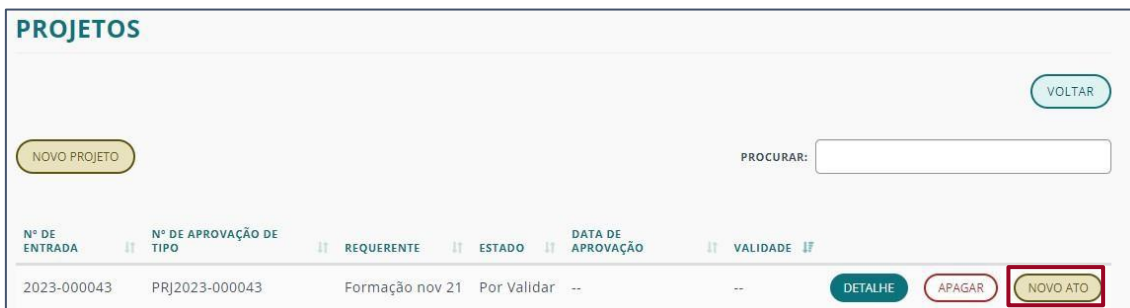 PROJETOS
VOLTAR
NOVO PROJETO
PROCURAR:
Nº DE ENTRADA Nº DE APROVAÇÃO DE TIPO REQUERENTE ESTADO DATA DE APROVAÇÃO VALIDADE
2023-000043 PRJ2023-000043 Formação nov 21 Por Validar -- -- DETALHE APAGAR NOVO ATO